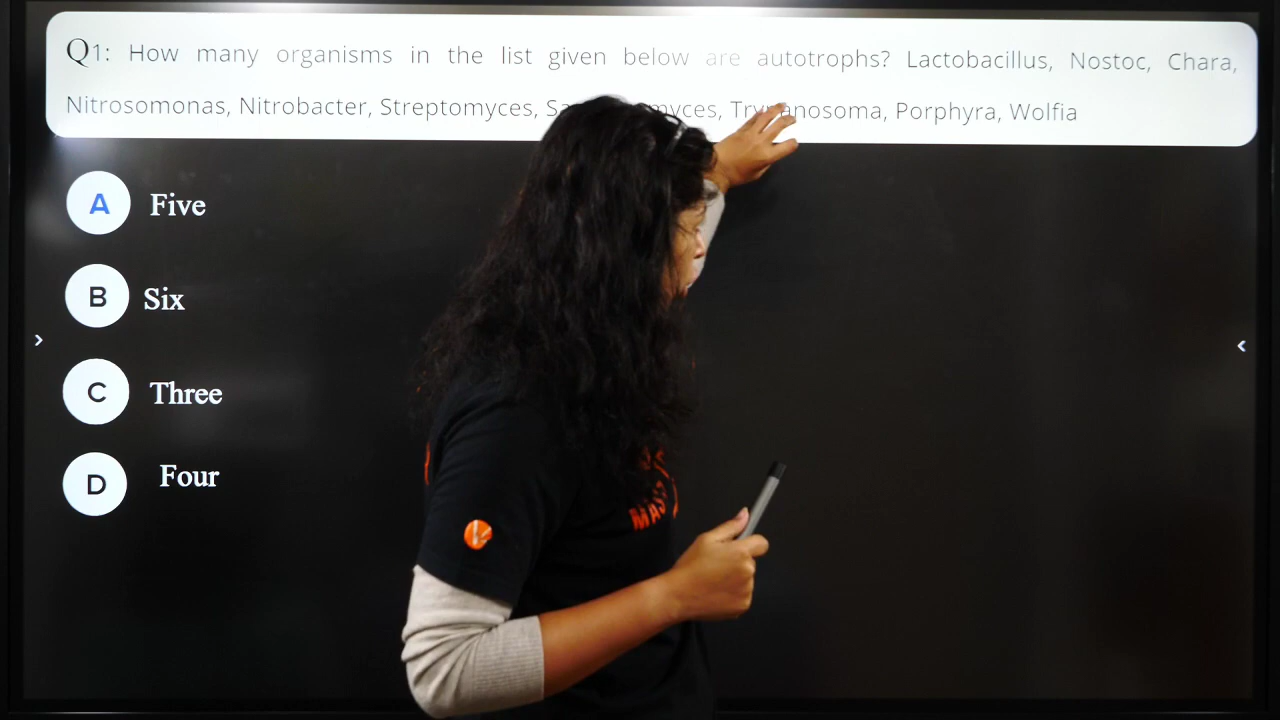 Q1: How many organisms in the list given below are autotrophs? Lactobacillus, Nostoc, Chara,
Nitrosomonas, Nitrobacter, Streptomyces, Trypanosoma, Porphyra, Wolfia
A Five
B Six
C Three
D Four